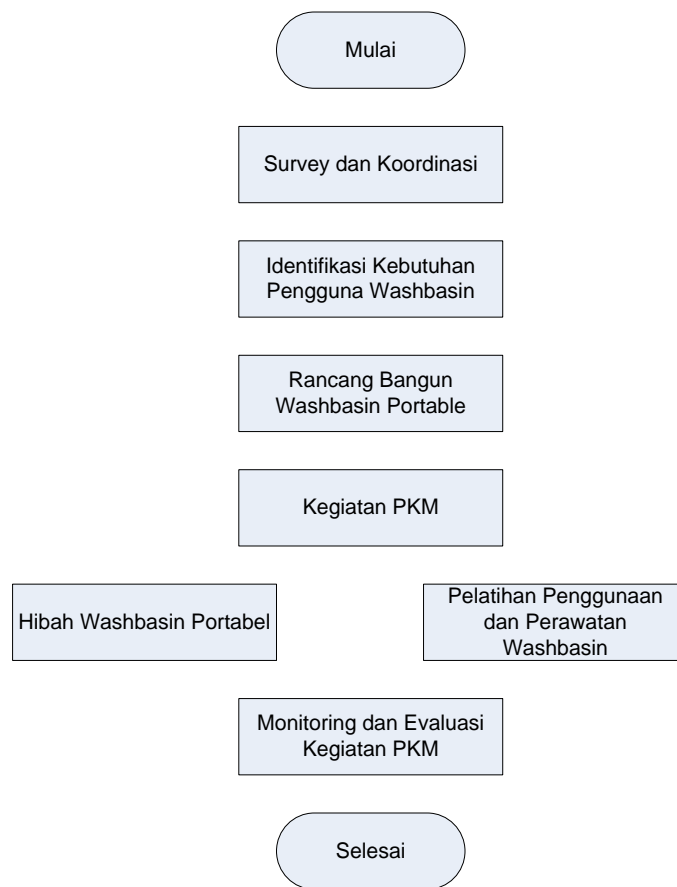 Mulai
Survey dan Koordinasi
Identifikasi Kebutuhan
Pengguna Washbasin
Rancang Bangun
Washbasin Portable
Kegiatan PKM
Hibah Washbasin Portabel
Pelatihan Penggunaan
dan Perawatan
Washbasin
Monitoring dan Evaluasi
Kegiatan PKM
Selesai